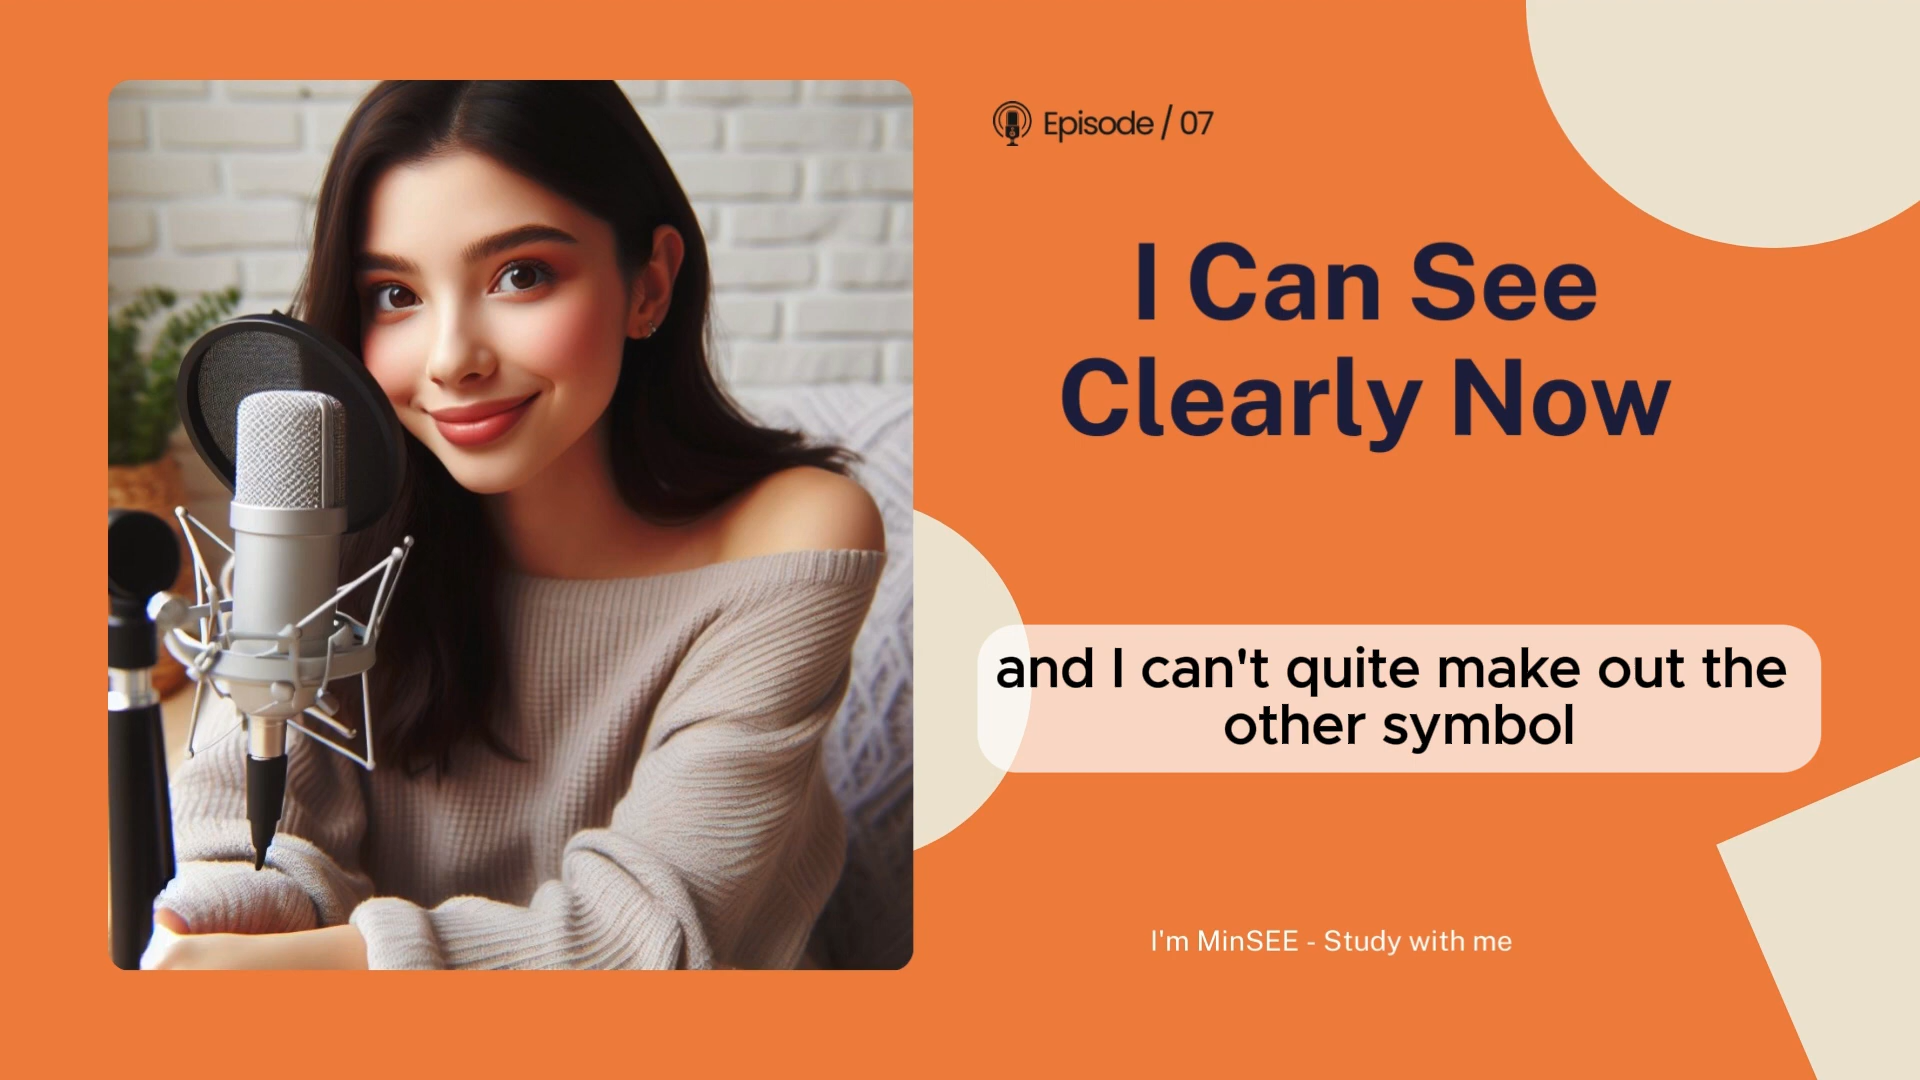 Episode / 07
I Can See
Clearly Now
and I can't quite make out the
other symbol
I'm MinSEE - Study with me